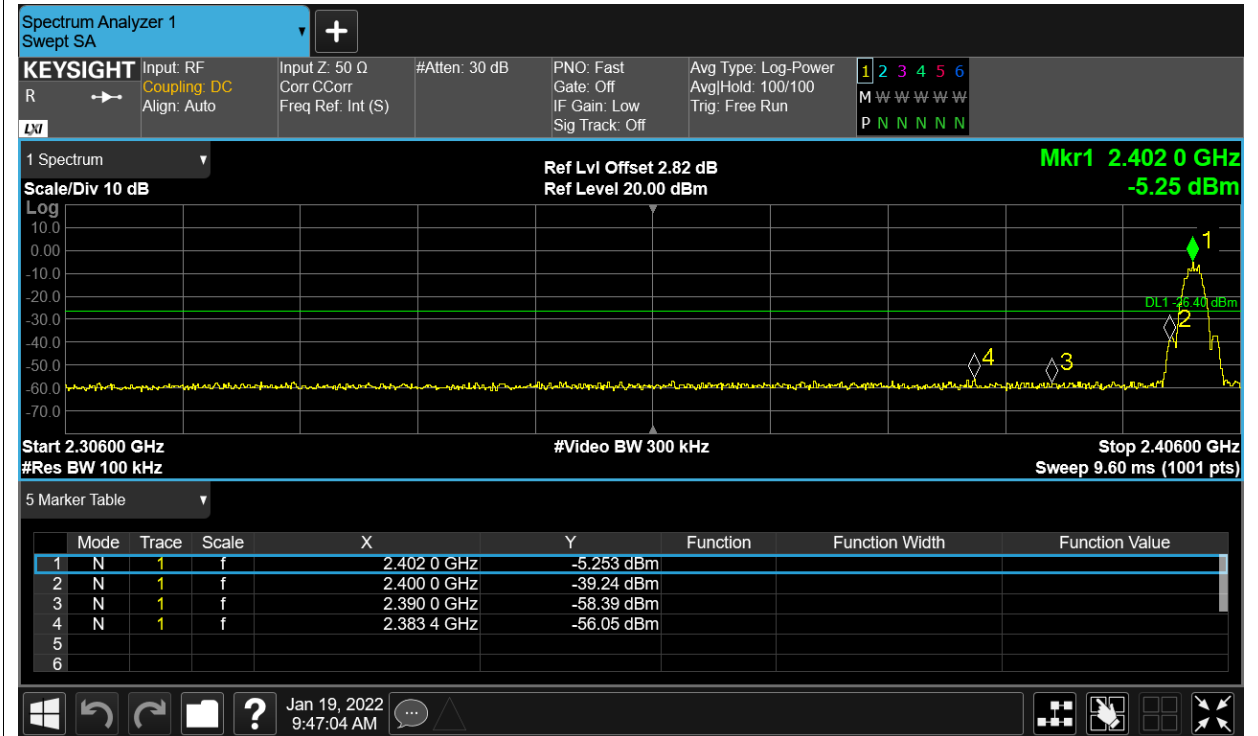 Spectrum Analyzer 1
Swept SA
+
KEYSIGHT
R
LXI
Input: RF
Coupling: DC
Align: Auto
Input Z: 50 Ω
Corr CCorr
Freq Ref: Int (S)
#Atten: 30 dB
PNO: Fast
Gate: Off
IF Gain: Low
Sig Track: Off
Avg Type: Log-Power
Avg|Hold: 100/100
Trig: Free Run
1 2 3 4 5 6
M W W W W W
P N N N N N
1 Spectrum
Scale/Div 10 dB
Log
Ref Lvl Offset 2.82 dB
Ref Level 20.00 dBm
Mkr1 2.402 0 GHz
-5.25 dBm
10.0
0.00
-10.0
-20.0
-30.0
-40.0
-50.0
-60.0
-70.0
1
DL1 -26.40 dBm
2
4
3
Start 2.30600 GHz
#Res BW 100 kHz
#Video BW 300 kHz
Stop 2.40600 GHz
Sweep 9.60 ms (1001 pts)
5 Marker Table
Mode Trace Scale X Y Function Function Width Function Value
1 N 1 f 2.402 0 GHz -5.253 dBm
2 N 1 f 2.400 0 GHz -39.24 dBm
3 N 1 f 2.390 0 GHz -58.39 dBm
4 N 1 f 2.383 4 GHz -56.05 dBm
5
6
?
Jan 19, 2022
9:47:04 AM